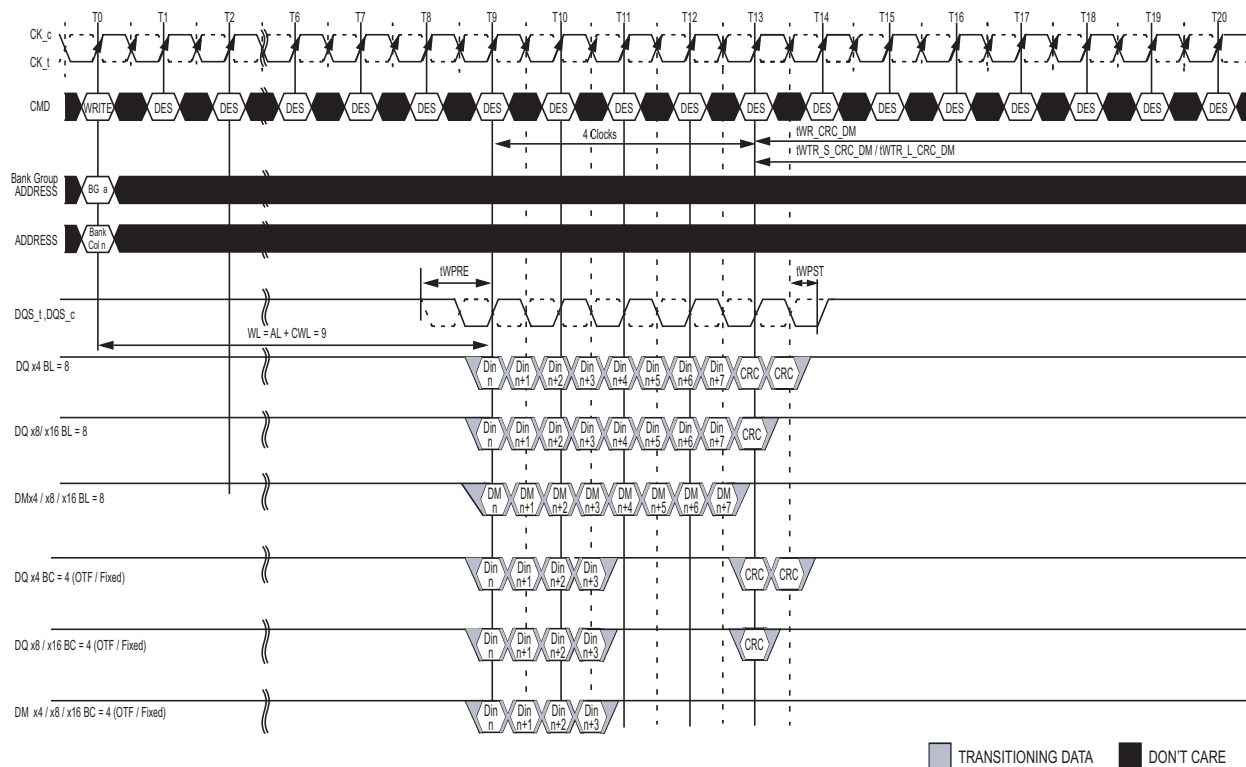 T0 T1 T2 T6 T7 T8 T9 T10 T11 T12 T13 T14 T15 T16 T17 T18 T19 T20
CK_c
CK_t
CMD WRITE DES DES DES DES DES DES DES DES DES DES DES DES DES DES DES DES DES
4 Clocks
tWR_CRC_DM
tWTR_S_CRC_DM / tWTR_L_CRC_DM
Bank Group
ADDRESS
BG a
ADDRESS
Bank
Col n
tWPRE
tWPST
DQS_t ,DQS_c
WL = AL + CWL = 9
DQ x4 BL = 8
Din Din Din Din Din Din Din Din CRC CRC
n n+1 n+2 n+3 n+4 n+5 n+6 n+7
DQ x8/ x16 BL = 8
Din Din Din Din Din Din Din Din CRC
n n+1 n+2 n+3 n+4 n+5 n+6 n+7
DMx4 / x8 / x16 BL = 8
DM DM DM DM DM DM DM DM
n n+1 n+2 n+3 n+4 n+5 n+6 n+7
DQ x4 BC = 4 (OTF / Fixed)
Din Din Din Din CRC CRC
n n+1 n+2 n+3
DQ x8 / x16 BC = 4 (OTF / Fixed)
Din Din Din Din CRC
n n+1 n+2 n+3
DM x4 / x8 / x16 BC = 4 (OTF / Fixed)
Din Din Din Din
n n+1 n+2 n+3
TRANSITIONING DATA DON'T CARE